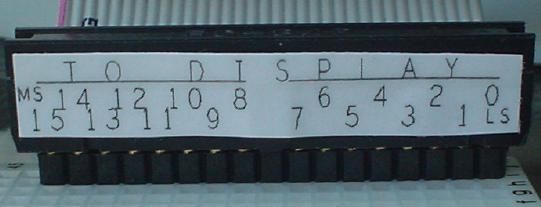 TO DISPLAY
MS 14 12 10 8 6 4 2 0
15 13 11 9 7 5 3 1 LS
f g h